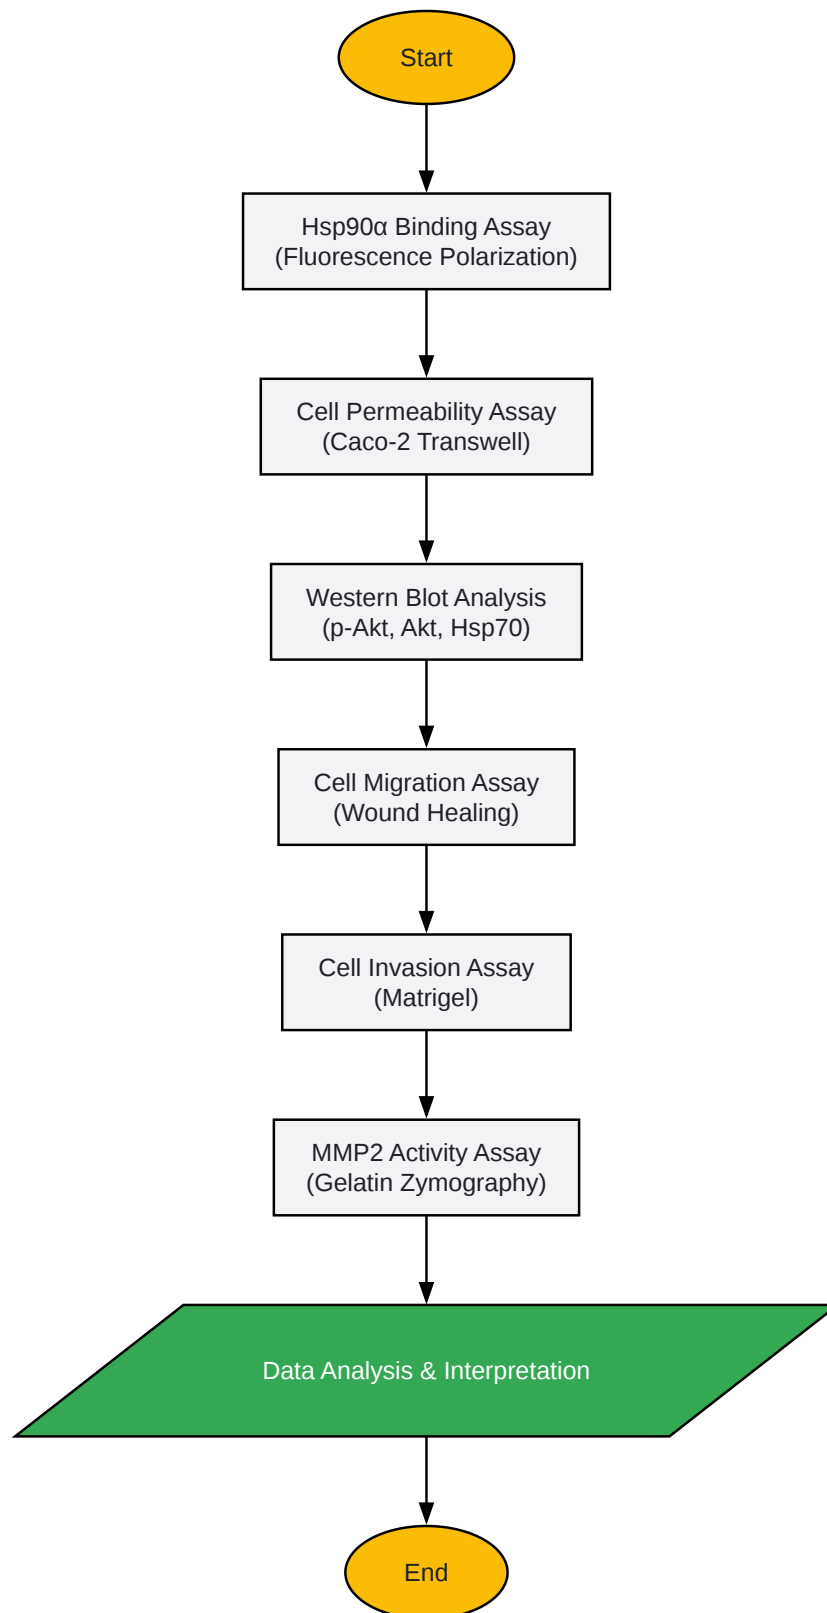 Start
Hsp90α Binding Assay
(Fluorescence Polarization)
Cell Permeability Assay
(Caco-2 Transwell)
Western Blot Analysis
(p-Akt, Akt, Hsp70)
Cell Migration Assay
(Wound Healing)
Cell Invasion Assay
(Matrigel)
MMP2 Activity Assay
(Gelatin Zymography)
Data Analysis & Interpretation
End